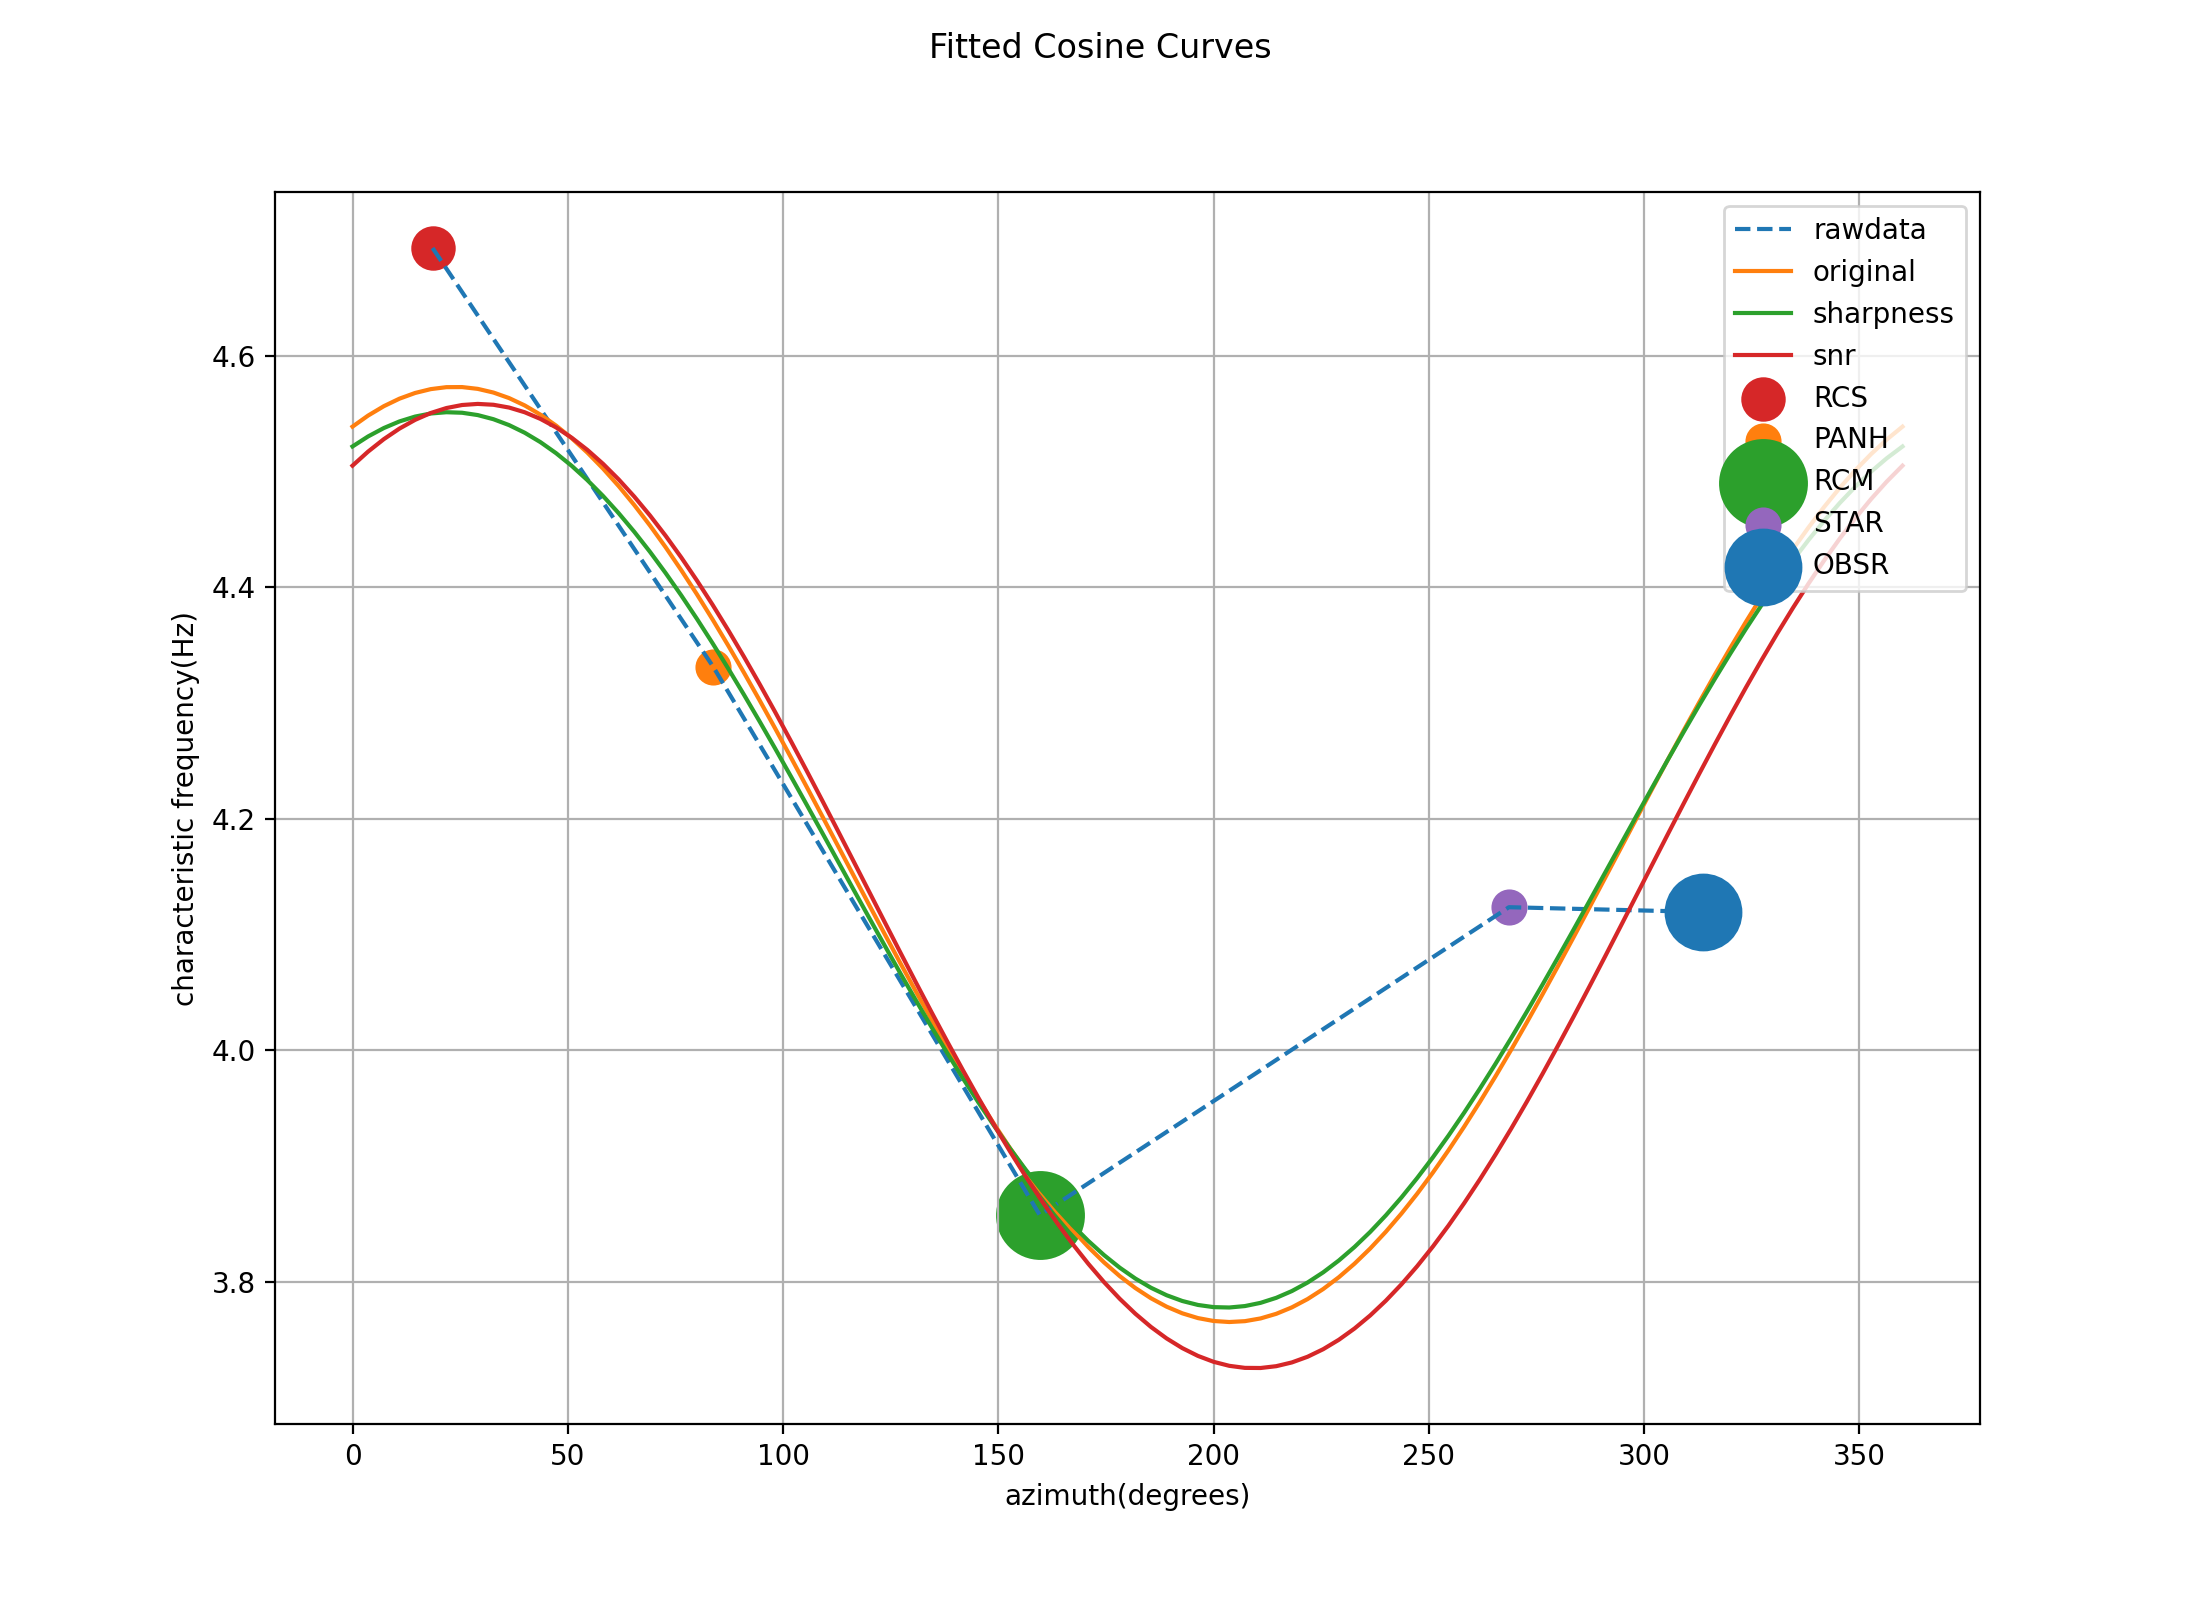 Fitted Cosine Curves
rawdata
original
sharpness
snr
RCS
PANH
RCM
STAR
OBSR
characteristic frequency(Hz)
4.6
4.4
4.2
4.0
3.8
0 50 100 150 200 250 300 350
azimuth(degrees)